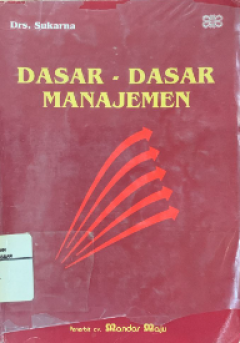 Drs. Sukarna
DASAR - DASAR
MANAJEMEN
Penerbit CV. Mandar Maju